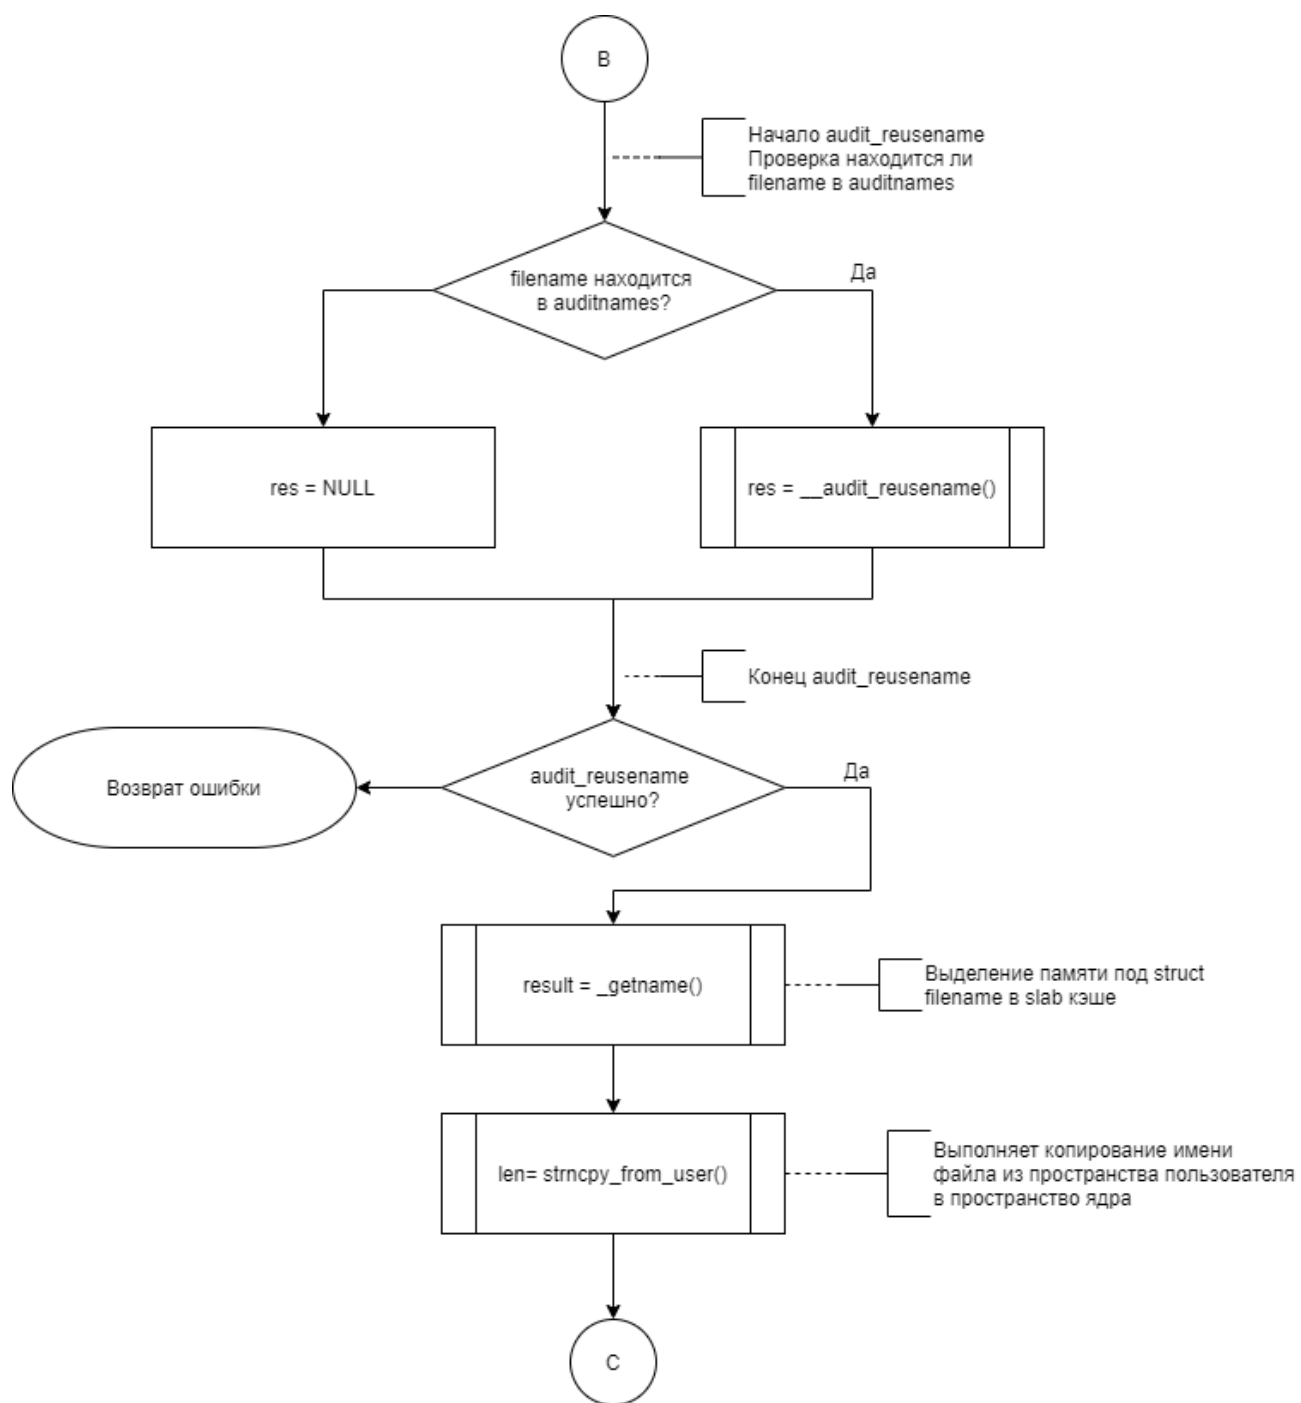 B
Начало audit_reusename
Проверка находится ли
filename в auditnames
filename находится
в auditnames?
Да
res = NULL
res = __audit_reusename()
Конец audit_reusename
audit_reusename
успешно?
Да
Возврат ошибки
result = _getname()
Выделение памяти под struct
filename в slab кэше
len= strncpy_from_user()
Выполняет копирование имени
файла из пространства пользователя
в пространство ядра
C